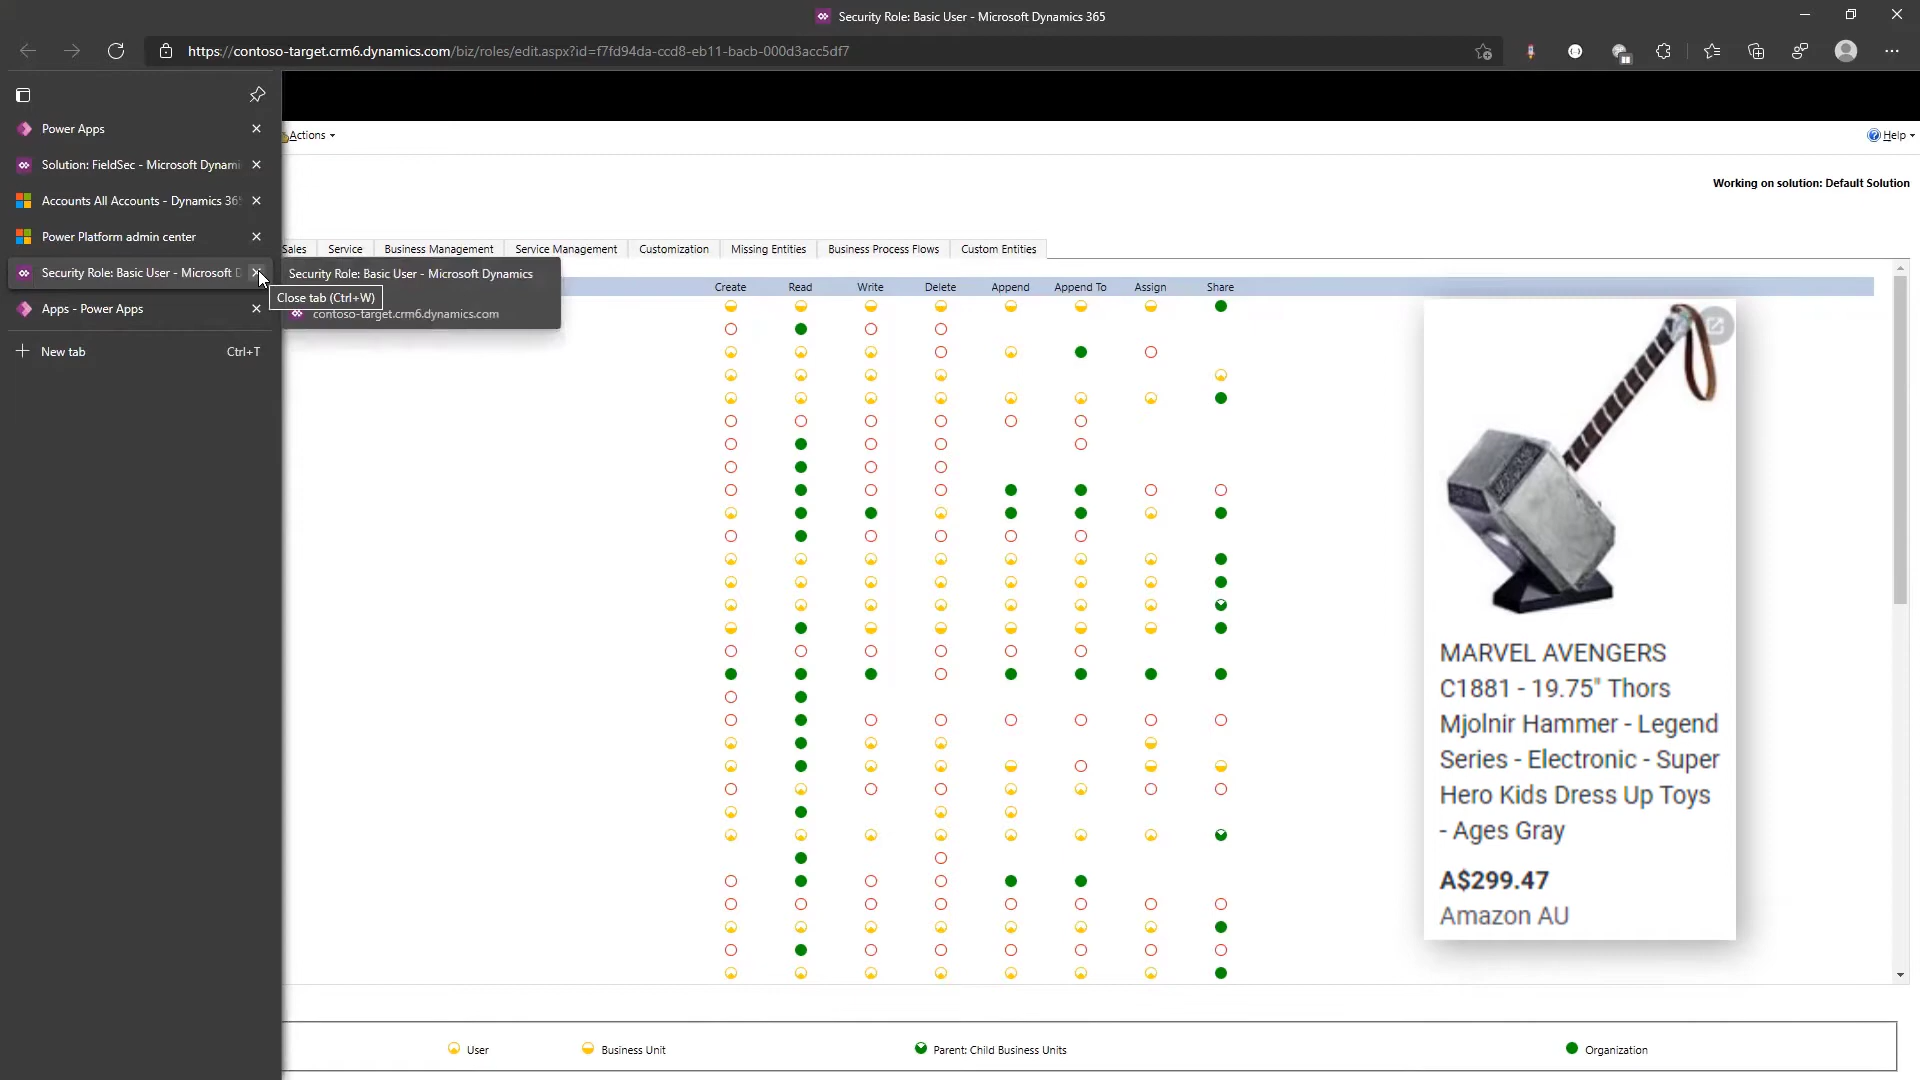 Security Role: Basic User - Microsoft Dynamics 365
https://contoso-target.crm6.dynamics.com/biz/roles/edit.aspx?id=f7fd94da-ccd8-eb11-bacb-000d3acc5df7
Power Apps
Actions
Help
Solution: FieldSec - Microsoft Dynami
Working on solution: Default Solution
Accounts All Accounts - Dynamics 36
Power Platform admin center
Sales Service Business Management Service Management Customization Missing Entities Business Process Flows Custom Entities
Security Role: Basic User - Microsoft D
Security Role: Basic User - Microsoft Dynamics
Close tab (Ctrl+W)
contoso-target.crm6.dynamics.com
Create Read Write Delete Append Append To Assign Share
Apps - Power Apps
New tab Ctrl+T
MARVEL AVENGERS
C1881 - 19.75" Thors
Mjolnir Hammer - Legend
Series - Electronic - Super
Hero Kids Dress Up Toys
- Ages Gray
A$299.47
Amazon AU
User Business Unit Parent: Child Business Units Organization